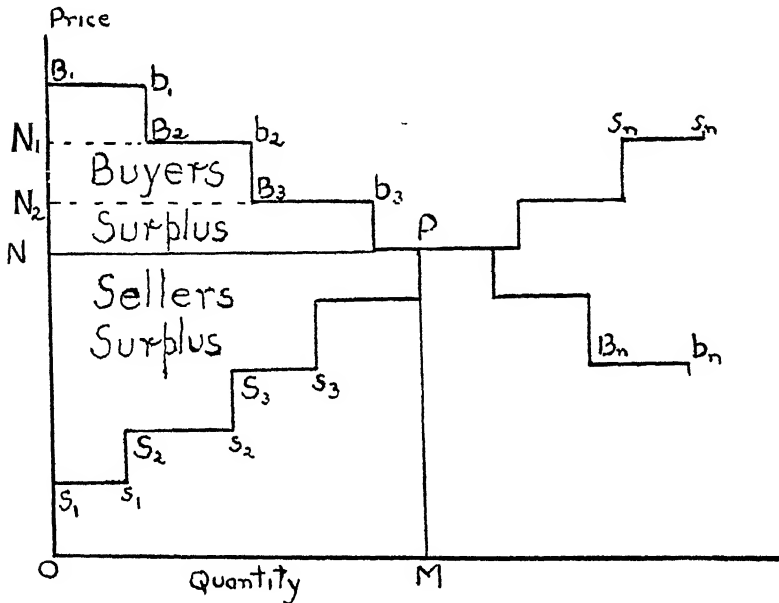 Price
B₁ b₁
N₁ B₂ b₂ Sₙ sₙ
Buyers
N₂ B₃ b₃
Surplus P
N
Sellers
Surplus
Bₙ bₙ
S₃ s₃
S₂ s₂
S₁ s₁
O Quantity M